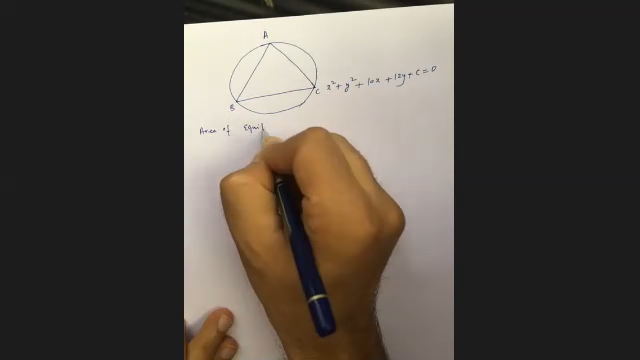 A
B
C x² + y² + 10x + 12y + C = 0
Area of Equil